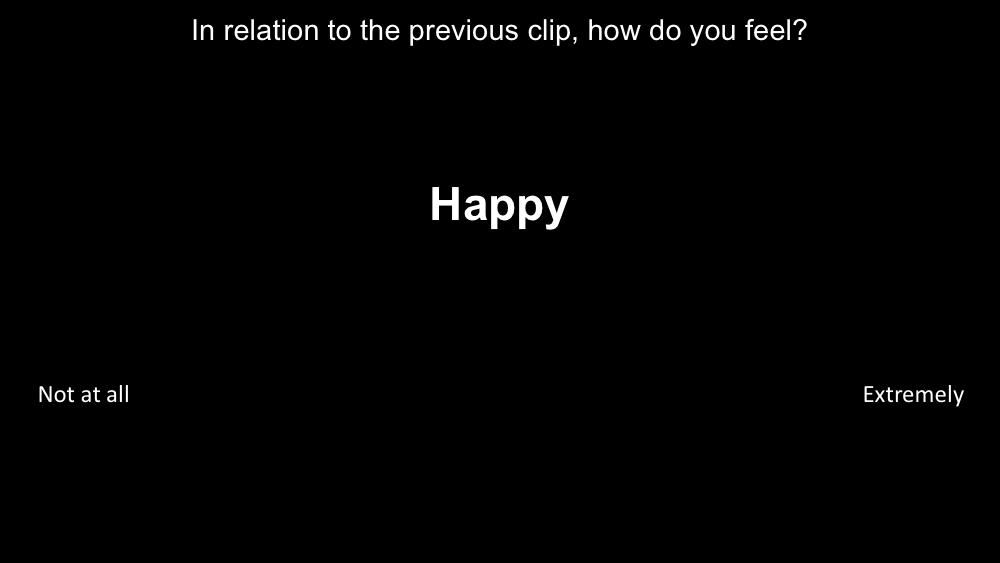 In relation to the previous clip, how do you feel?
Happy
Not at all
Extremely